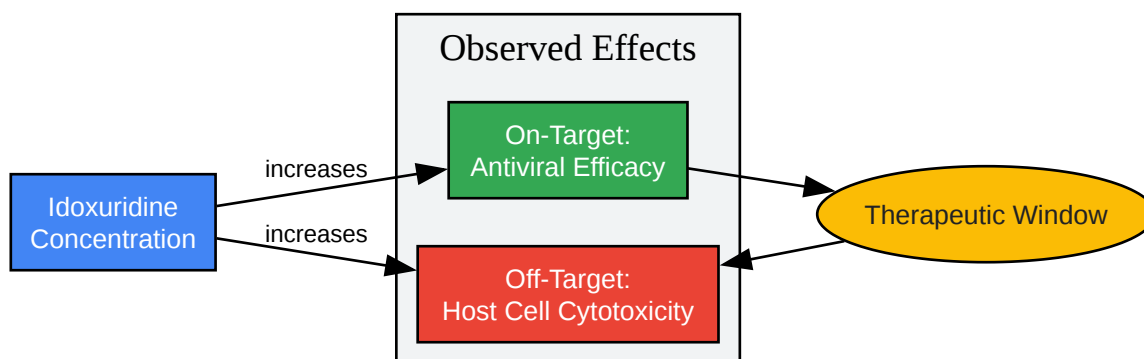 Observed Effects
Idoxuridine
Concentration
increases
increases
On-Target:
Antiviral Efficacy
Off-Target:
Host Cell Cytotoxicity
Therapeutic Window